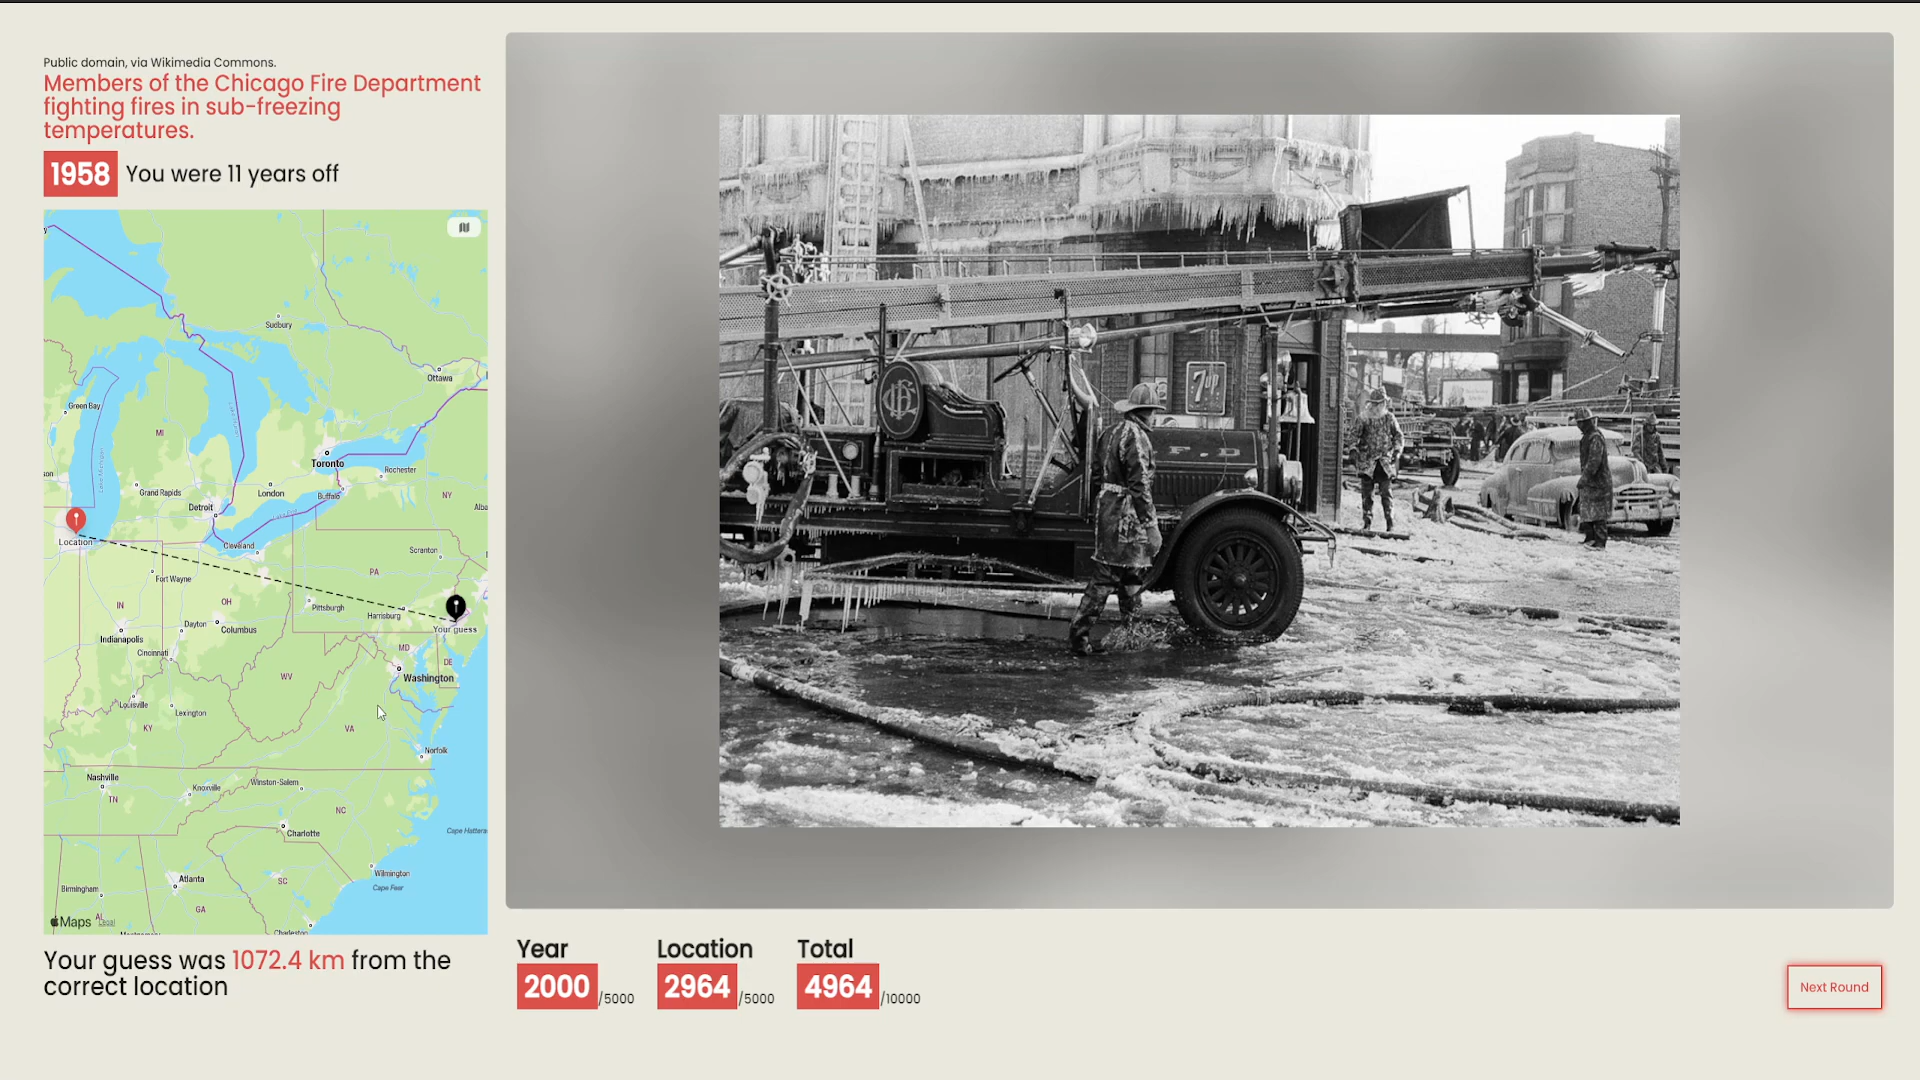 Public domain, via Wikimedia Commons.
Members of the Chicago Fire Department
fighting fires in sub-freezing
temperatures.
1958 You were 11 years off
Sudbury
Ottawa
Green Bay
MI
Toronto
Rochester
Grand Rapids
London
Buffalo
NY
Detroit
Location
Cleveland
Scranton
Fort Wayne
PA
IN
OH
Pittsburgh
Harrisburg
Your guess
Dayton
Columbus
Indianapolis
Cincinnati
MD
DE
WV
Washington
Louisville
Lexington
KY
VA
Norfolk
Nashville
Knoxville
Winston-Salem
TN
NC
Charlotte
Cape Hatteras
Atlanta
Wilmington
Birmingham
SC
Cape Fear
GA
Maps
AL
Legal
Charleston
Your guess was 1072.4 km from the
correct location
7up
F.D
Year
2000 /5000
Location
2964 /5000
Total
4964 /10000
Next Round